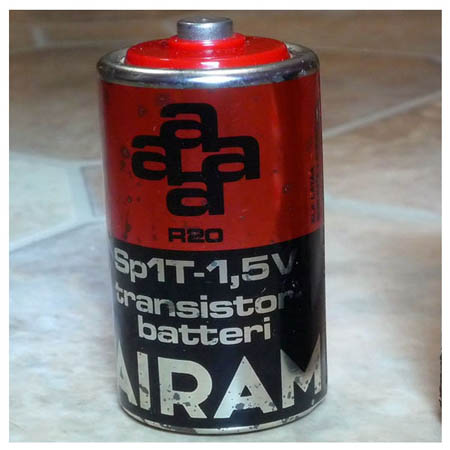 a
a a a
a
R20
Sp1T-1,5V
transistor-
batteri
AIRAM